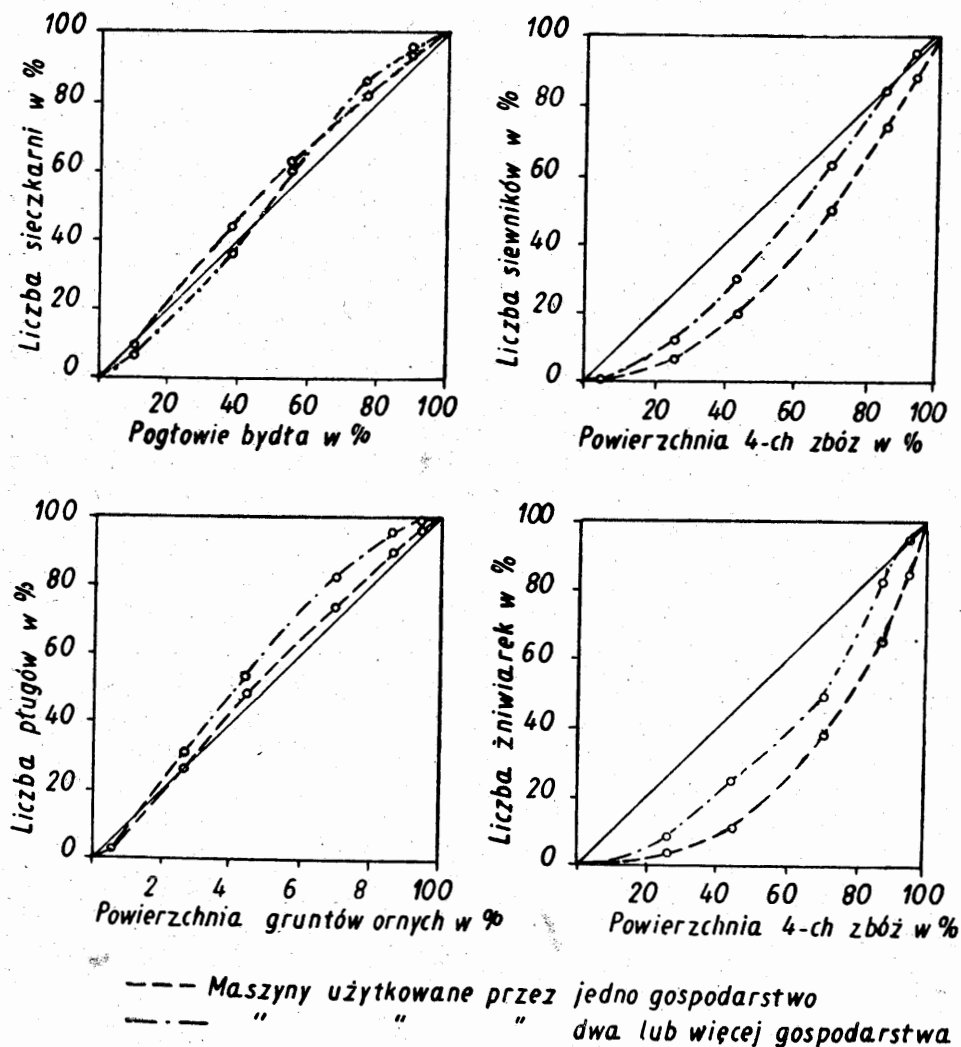 100
80
60
40
20
0
Liczba sieczkarni w %
20 40 60 80 100
Pogłowie bydła w %
100
80
60
40
20
0
Liczba siewników w %
20 40 60 80 100
Powierzchnia 4-ch zbóż w %
100
80
60
40
20
0
Liczba pługów w %
2 4 6 8 100
Powierzchnia gruntów ornych w %
100
80
60
40
20
0
Liczba żniwiarek w %
20 40 60 80 100
Powierzchnia 4-ch zbóż w %
Maszyny użytkowane przez jedno gospodarstwo
" " " dwa lub więcej gospodarstwa